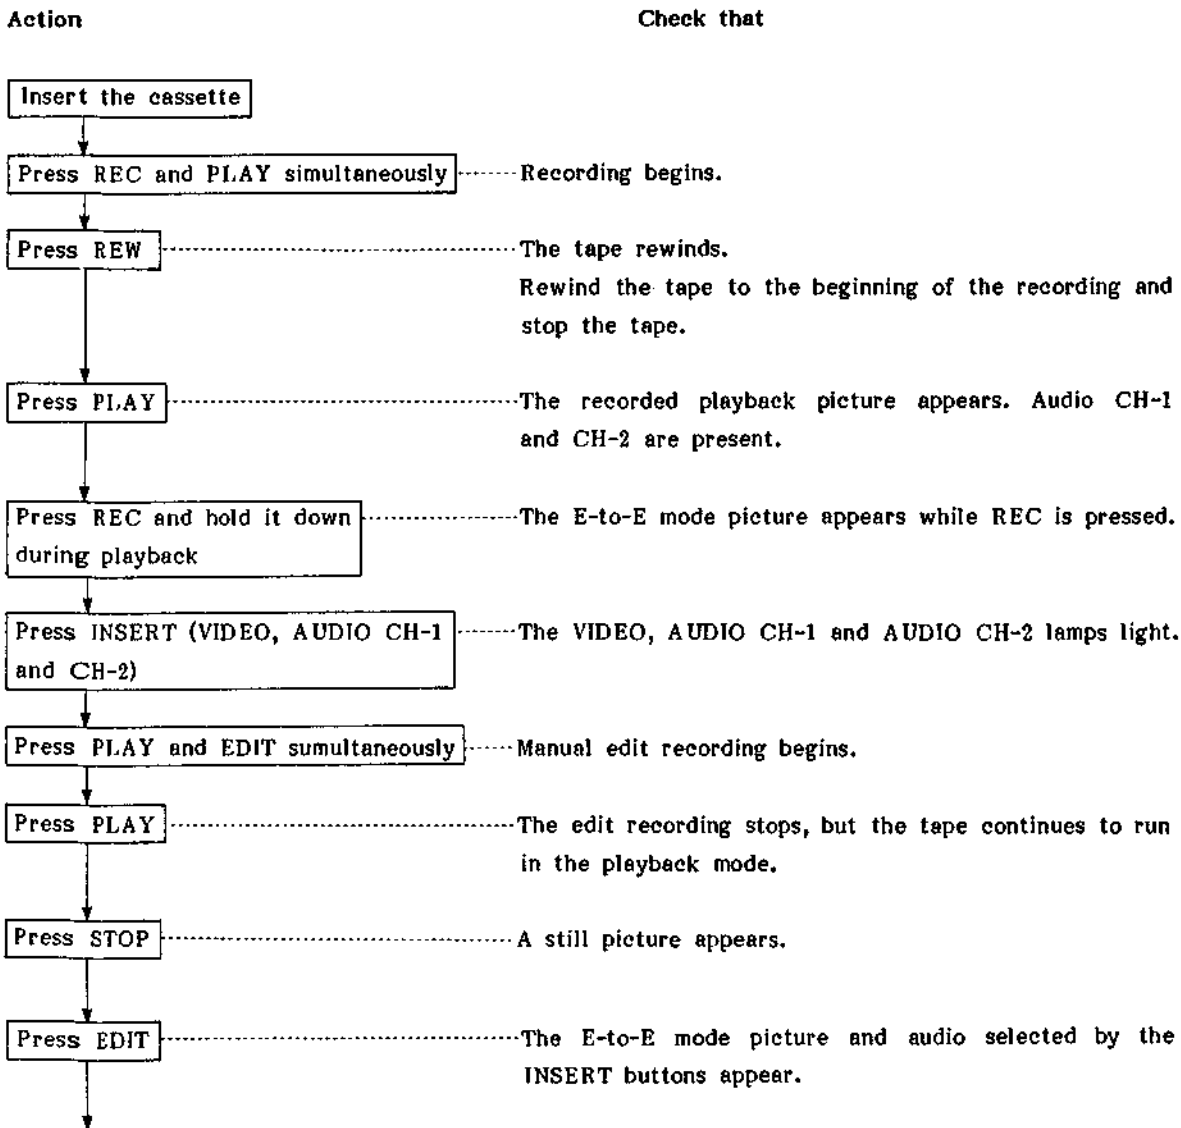 Action
Check that
Insert the cassette
Press REC and PLAY simultaneously
Recording begins.
Press REW
The tape rewinds.
Rewind the tape to the beginning of the recording and
stop the tape.
Press PLAY
The recorded playback picture appears. Audio CH-1
and CH-2 are present.
Press REC and hold it down
during playback
The E-to-E mode picture appears while REC is pressed.
Press INSERT (VIDEO, AUDIO CH-1
and CH-2)
The VIDEO, AUDIO CH-1 and AUDIO CH-2 lamps light.
Press PLAY and EDIT sumultaneously
Manual edit recording begins.
Press PLAY
The edit recording stops, but the tape continues to run
in the playback mode.
Press STOP
A still picture appears.
Press EDIT
The E-to-E mode picture and audio selected by the
INSERT buttons appear.